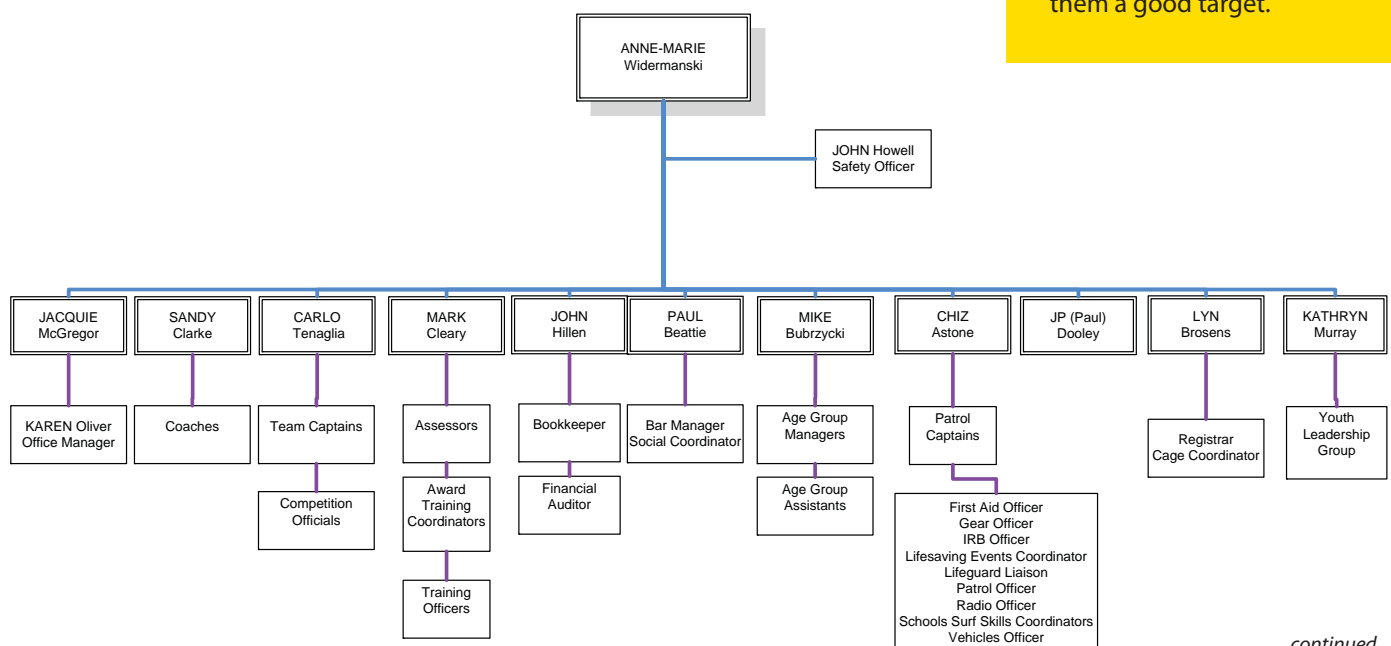 them a good target.
ANNE-MARIE
Widermanski
JOHN Howell
Safety Officer
JACQUIE
McGregor
SANDY
Clarke
CARLO
Tenaglia
MARK
Cleary
JOHN
Hillen
PAUL
Beattie
MIKE
Bubrzycki
CHIZ
Astone
JP (Paul)
Dooley
LYN
Brosens
KATHRYN
Murray
KAREN Oliver
Office Manager
Coaches
Team Captains
Assessors
Bookkeeper
Bar Manager
Social Coordinator
Age Group
Managers
Patrol
Captains
Registrar
Cage Coordinator
Youth
Leadership
Group
Competition
Officials
Award
Training
Coordinators
Financial
Auditor
Age Group
Assistants
First Aid Officer
Gear Officer
IRB Officer
Lifesaving Events Coordinator
Lifeguard Liaison
Patrol Officer
Radio Officer
Schools Surf Skills Coordinators
Vehicles Officer
Training
Officers
continued